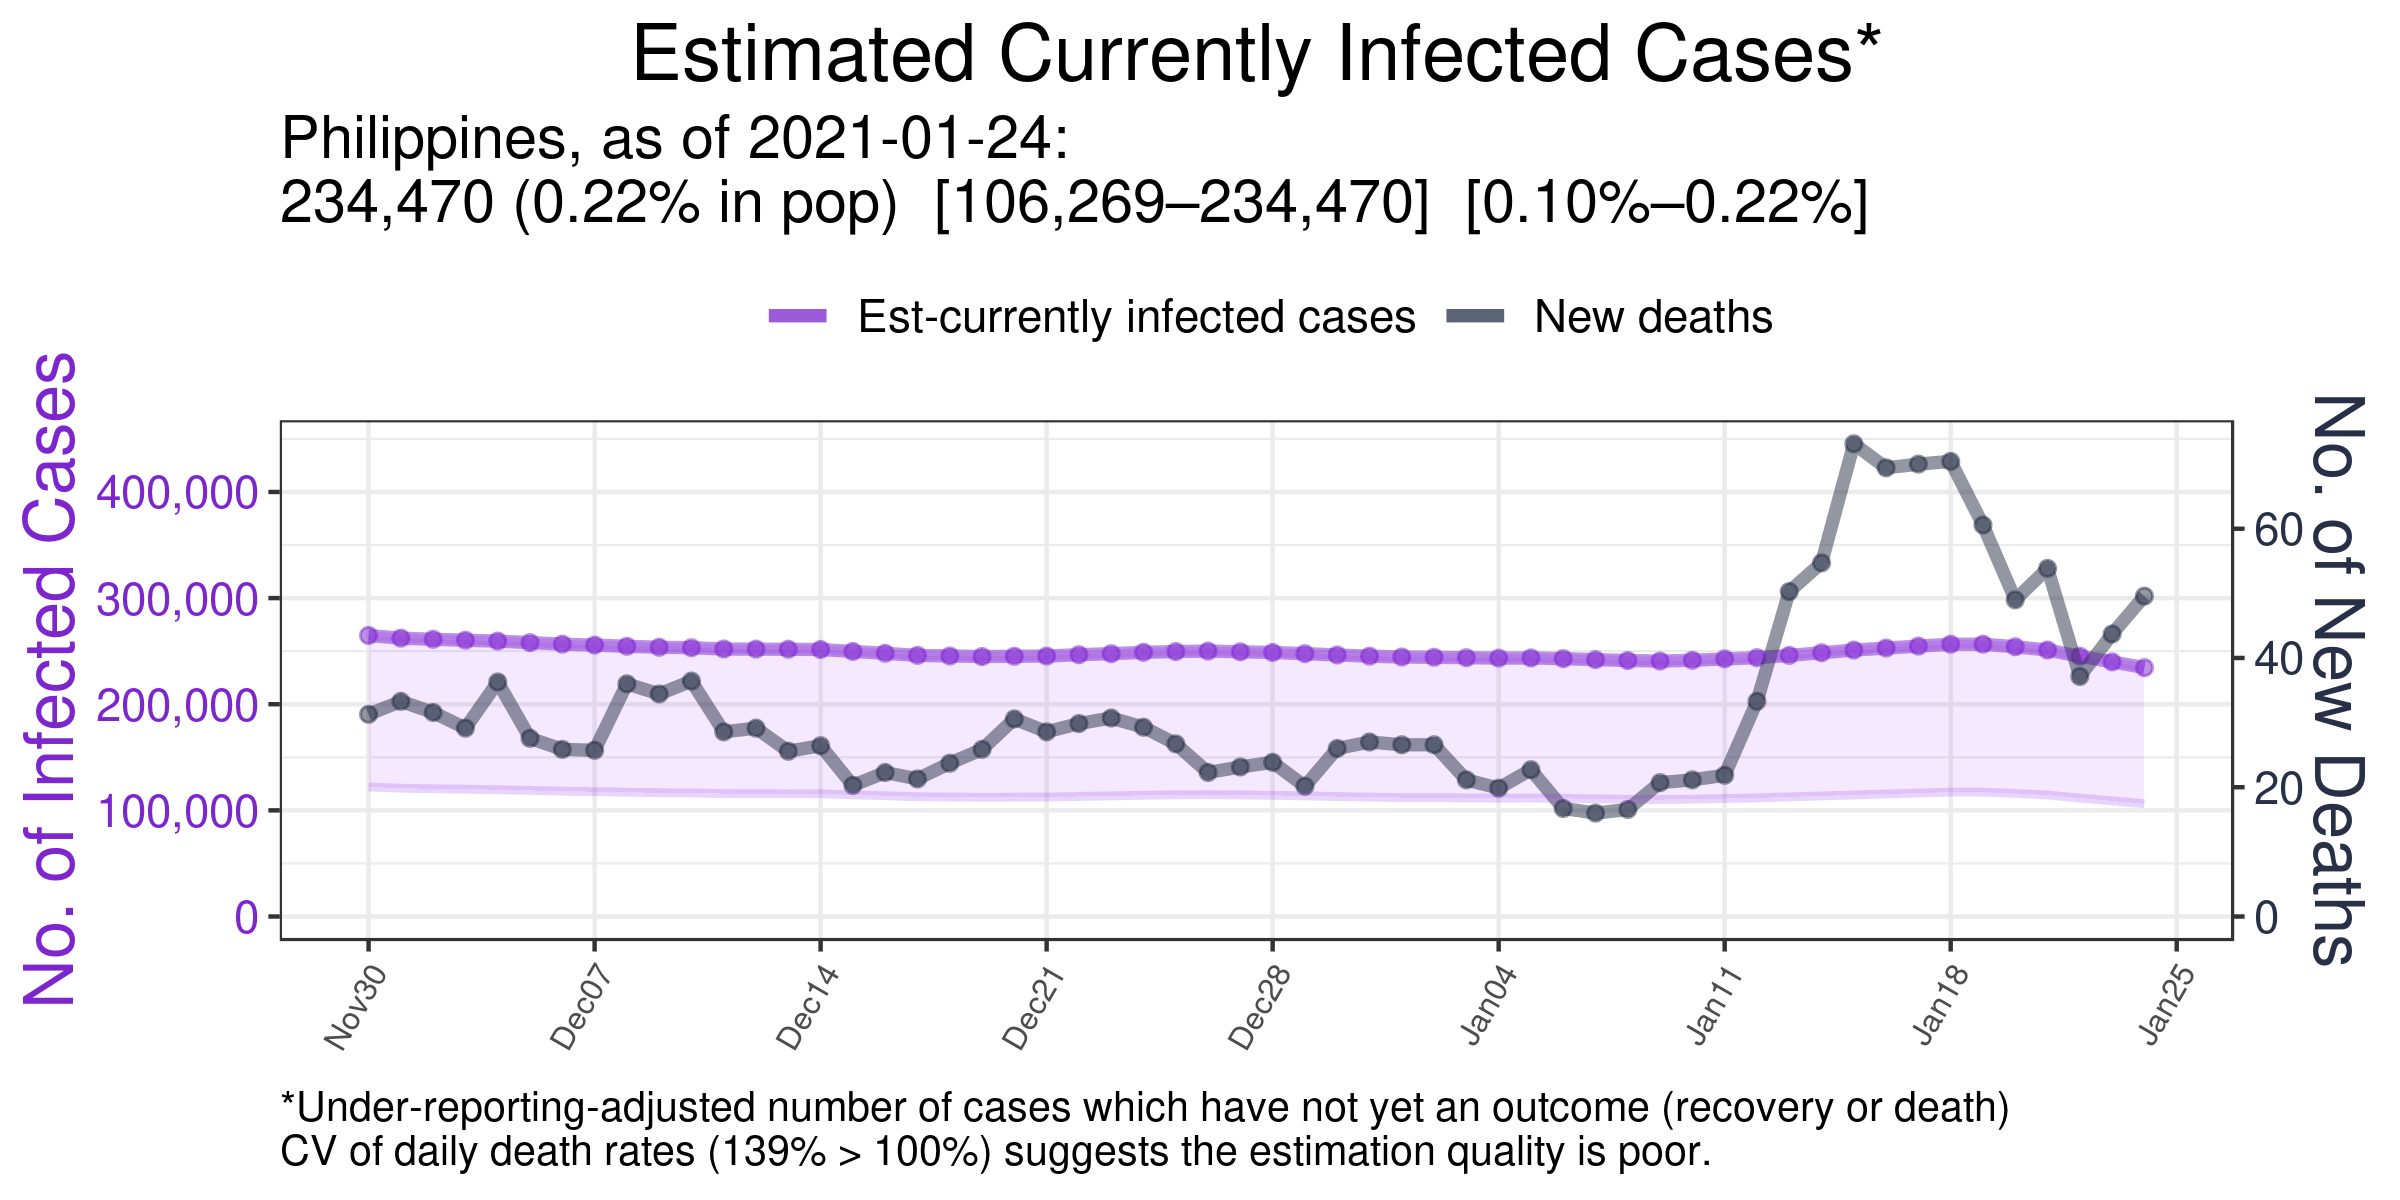 Estimated Currently Infected Cases*
Philippines, as of 2021-01-24:
234,470 (0.22% in pop)  [106,269–234,470]  [0.10%–0.22%]
Est-currently infected cases
New deaths
No. of Infected Cases
400,000
300,000
200,000
100,000
0
60
40
20
0
No. of New Deaths
Nov30
Dec07
Dec14
Dec21
Dec28
Jan04
Jan11
Jan18
Jan25
*Under-reporting-adjusted number of cases which have not yet an outcome (recovery or death)
CV of daily death rates (139% > 100%) suggests the estimation quality is poor.